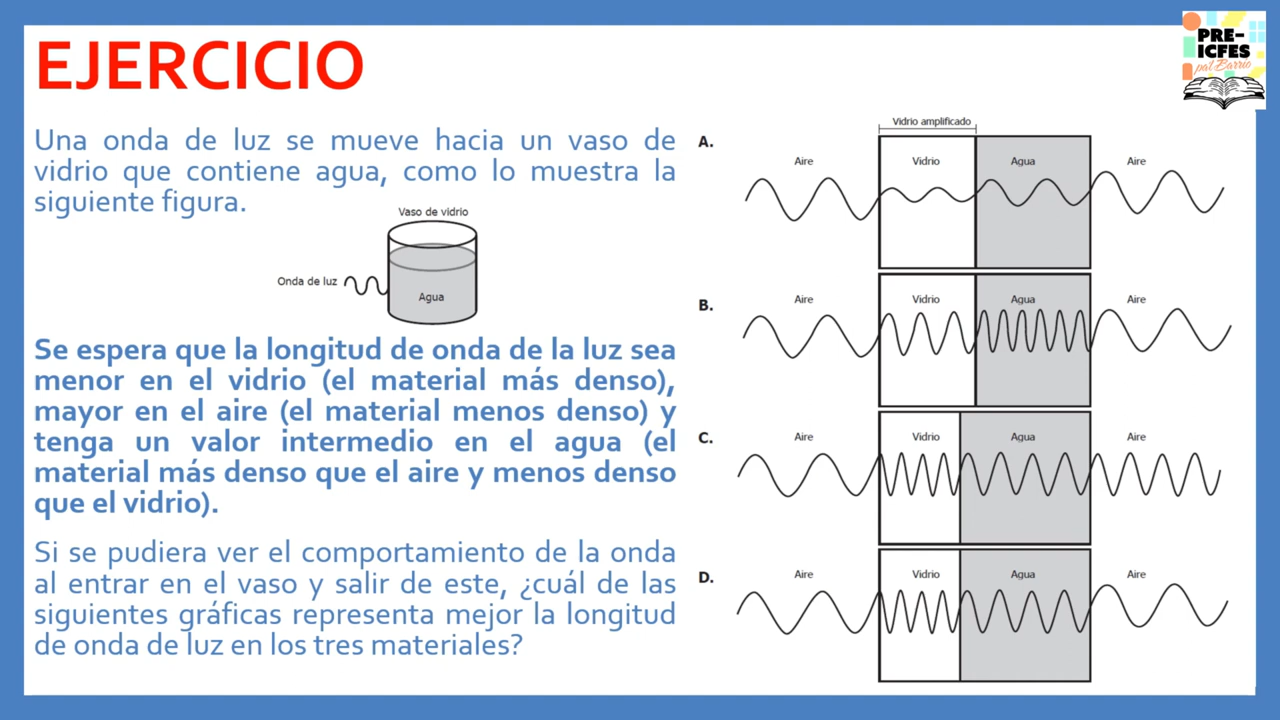 EJERCICIO
PRE-
ICFES
pal Barrio
Una onda de luz se mueve hacia un vaso de
vidrio que contiene agua, como lo muestra la
siguiente figura.
Vaso de vidrio
Onda de luz
Agua
Se espera que la longitud de onda de la luz sea
menor en el vidrio (el material más denso),
mayor en el aire (el material menos denso) y
tenga un valor intermedio en el agua (el
material más denso que el aire y menos denso
que el vidrio).
Si se pudiera ver el comportamiento de la onda
al entrar en el vaso y salir de este, ¿cuál de las
siguientes gráficas representa mejor la longitud
de onda de luz en los tres materiales?
Vidrio amplificado
A.
Aire Vidrio Agua Aire
B.
Aire Vidrio Agua Aire
C.
Aire Vidrio Agua Aire
D.
Aire Vidrio Agua Aire